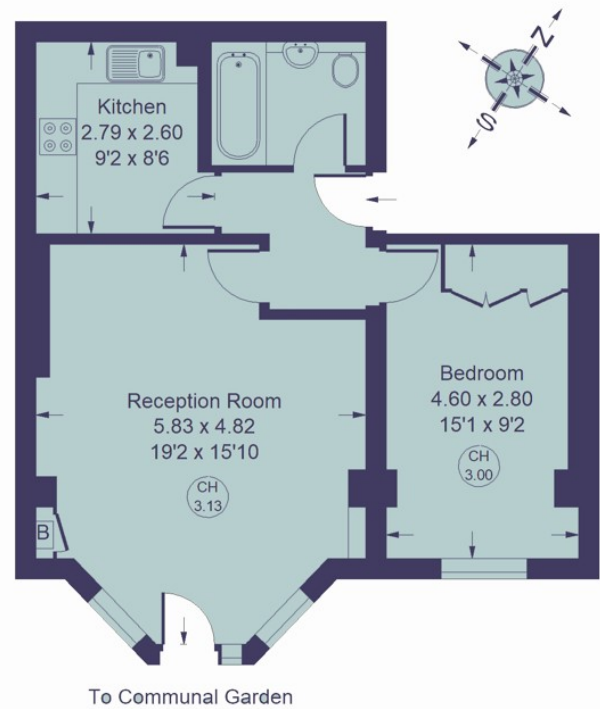 N
S
Kitchen
2.79 x 2.60
9'2 x 8'6
Bedroom
4.60 x 2.80
15'1 x 9'2
CH
3.00
Reception Room
5.83 x 4.82
19'2 x 15'10
CH
3.13
B
To Communal Garden